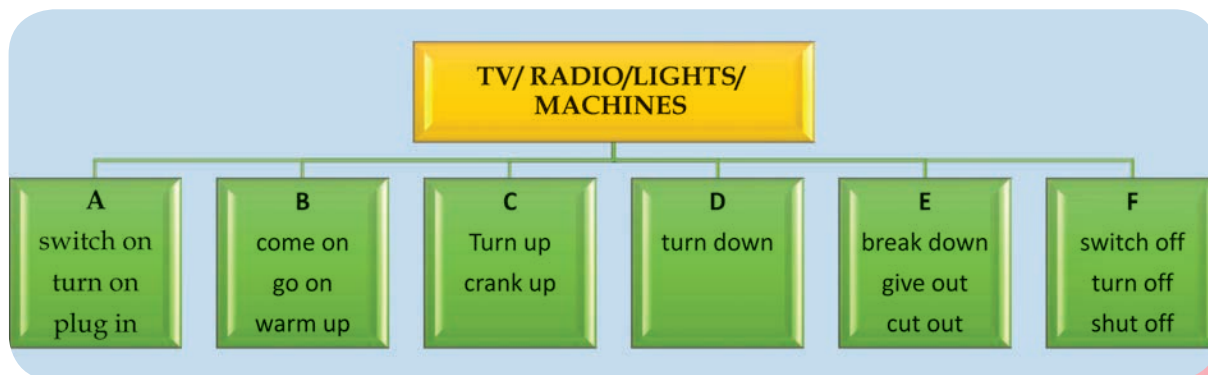 TV/ RADIO/LIGHTS/
MACHINES
A
switch on
turn on
plug in
B
come on
go on
warm up
C
Turn up
crank up
D
turn down
E
break down
give out
cut out
F
switch off
turn off
shut off